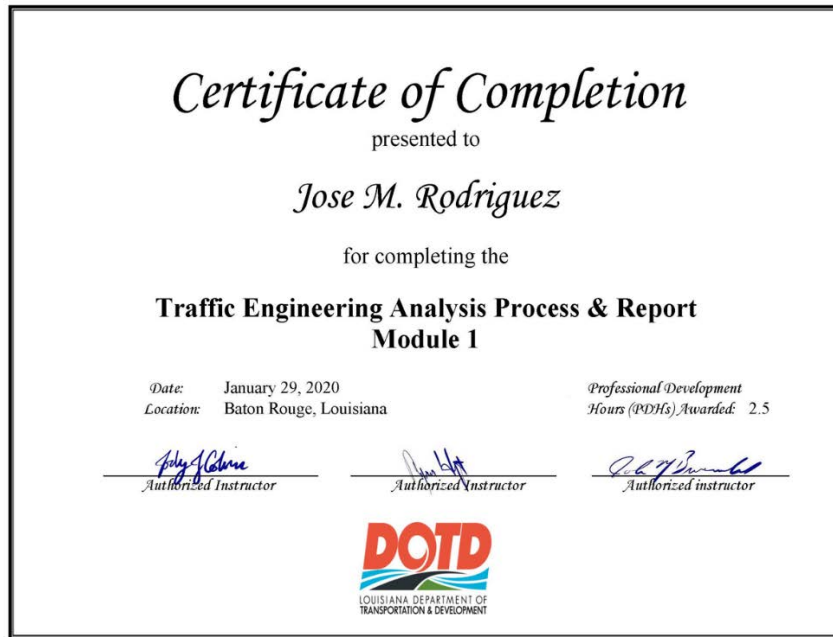 Certificate of Completion
presented to
Jose M. Rodriguez
for completing the
Traffic Engineering Analysis Process & Report
Module 1
Date: January 29, 2020
Location: Baton Rouge, Louisiana
Professional Development
Hours (PDHs) Awarded: 2.5
Authorized Instructor
Authorized Instructor
Authorized instructor
DOTD
LOUISIANA DEPARTMENT OF
TRANSPORTATION & DEVELOPMENT